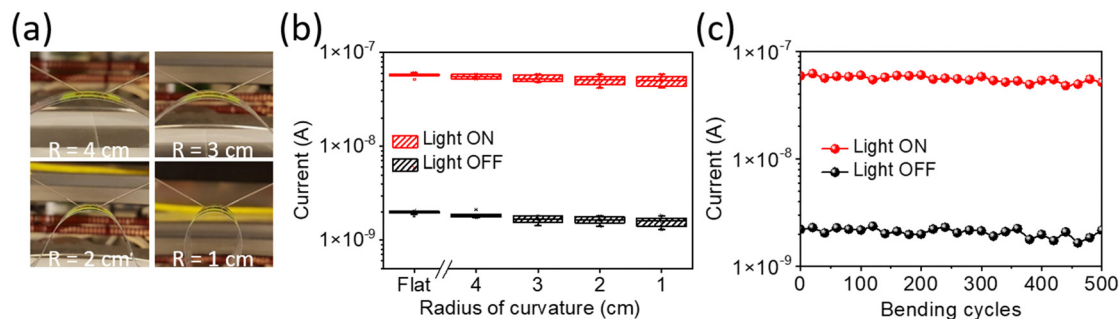 (a)
R = 4 cm
R = 3 cm
R = 2 cm
R = 1 cm
(b)
1×10⁻⁷
1×10⁻⁸
1×10⁻⁹
Current (A)
Light ON
Light OFF
Flat 4 3 2 1
Radius of curvature (cm)
(c)
1×10⁻⁷
1×10⁻⁸
1×10⁻⁹
Current (A)
Light ON
Light OFF
0 100 200 300 400 500
Bending cycles